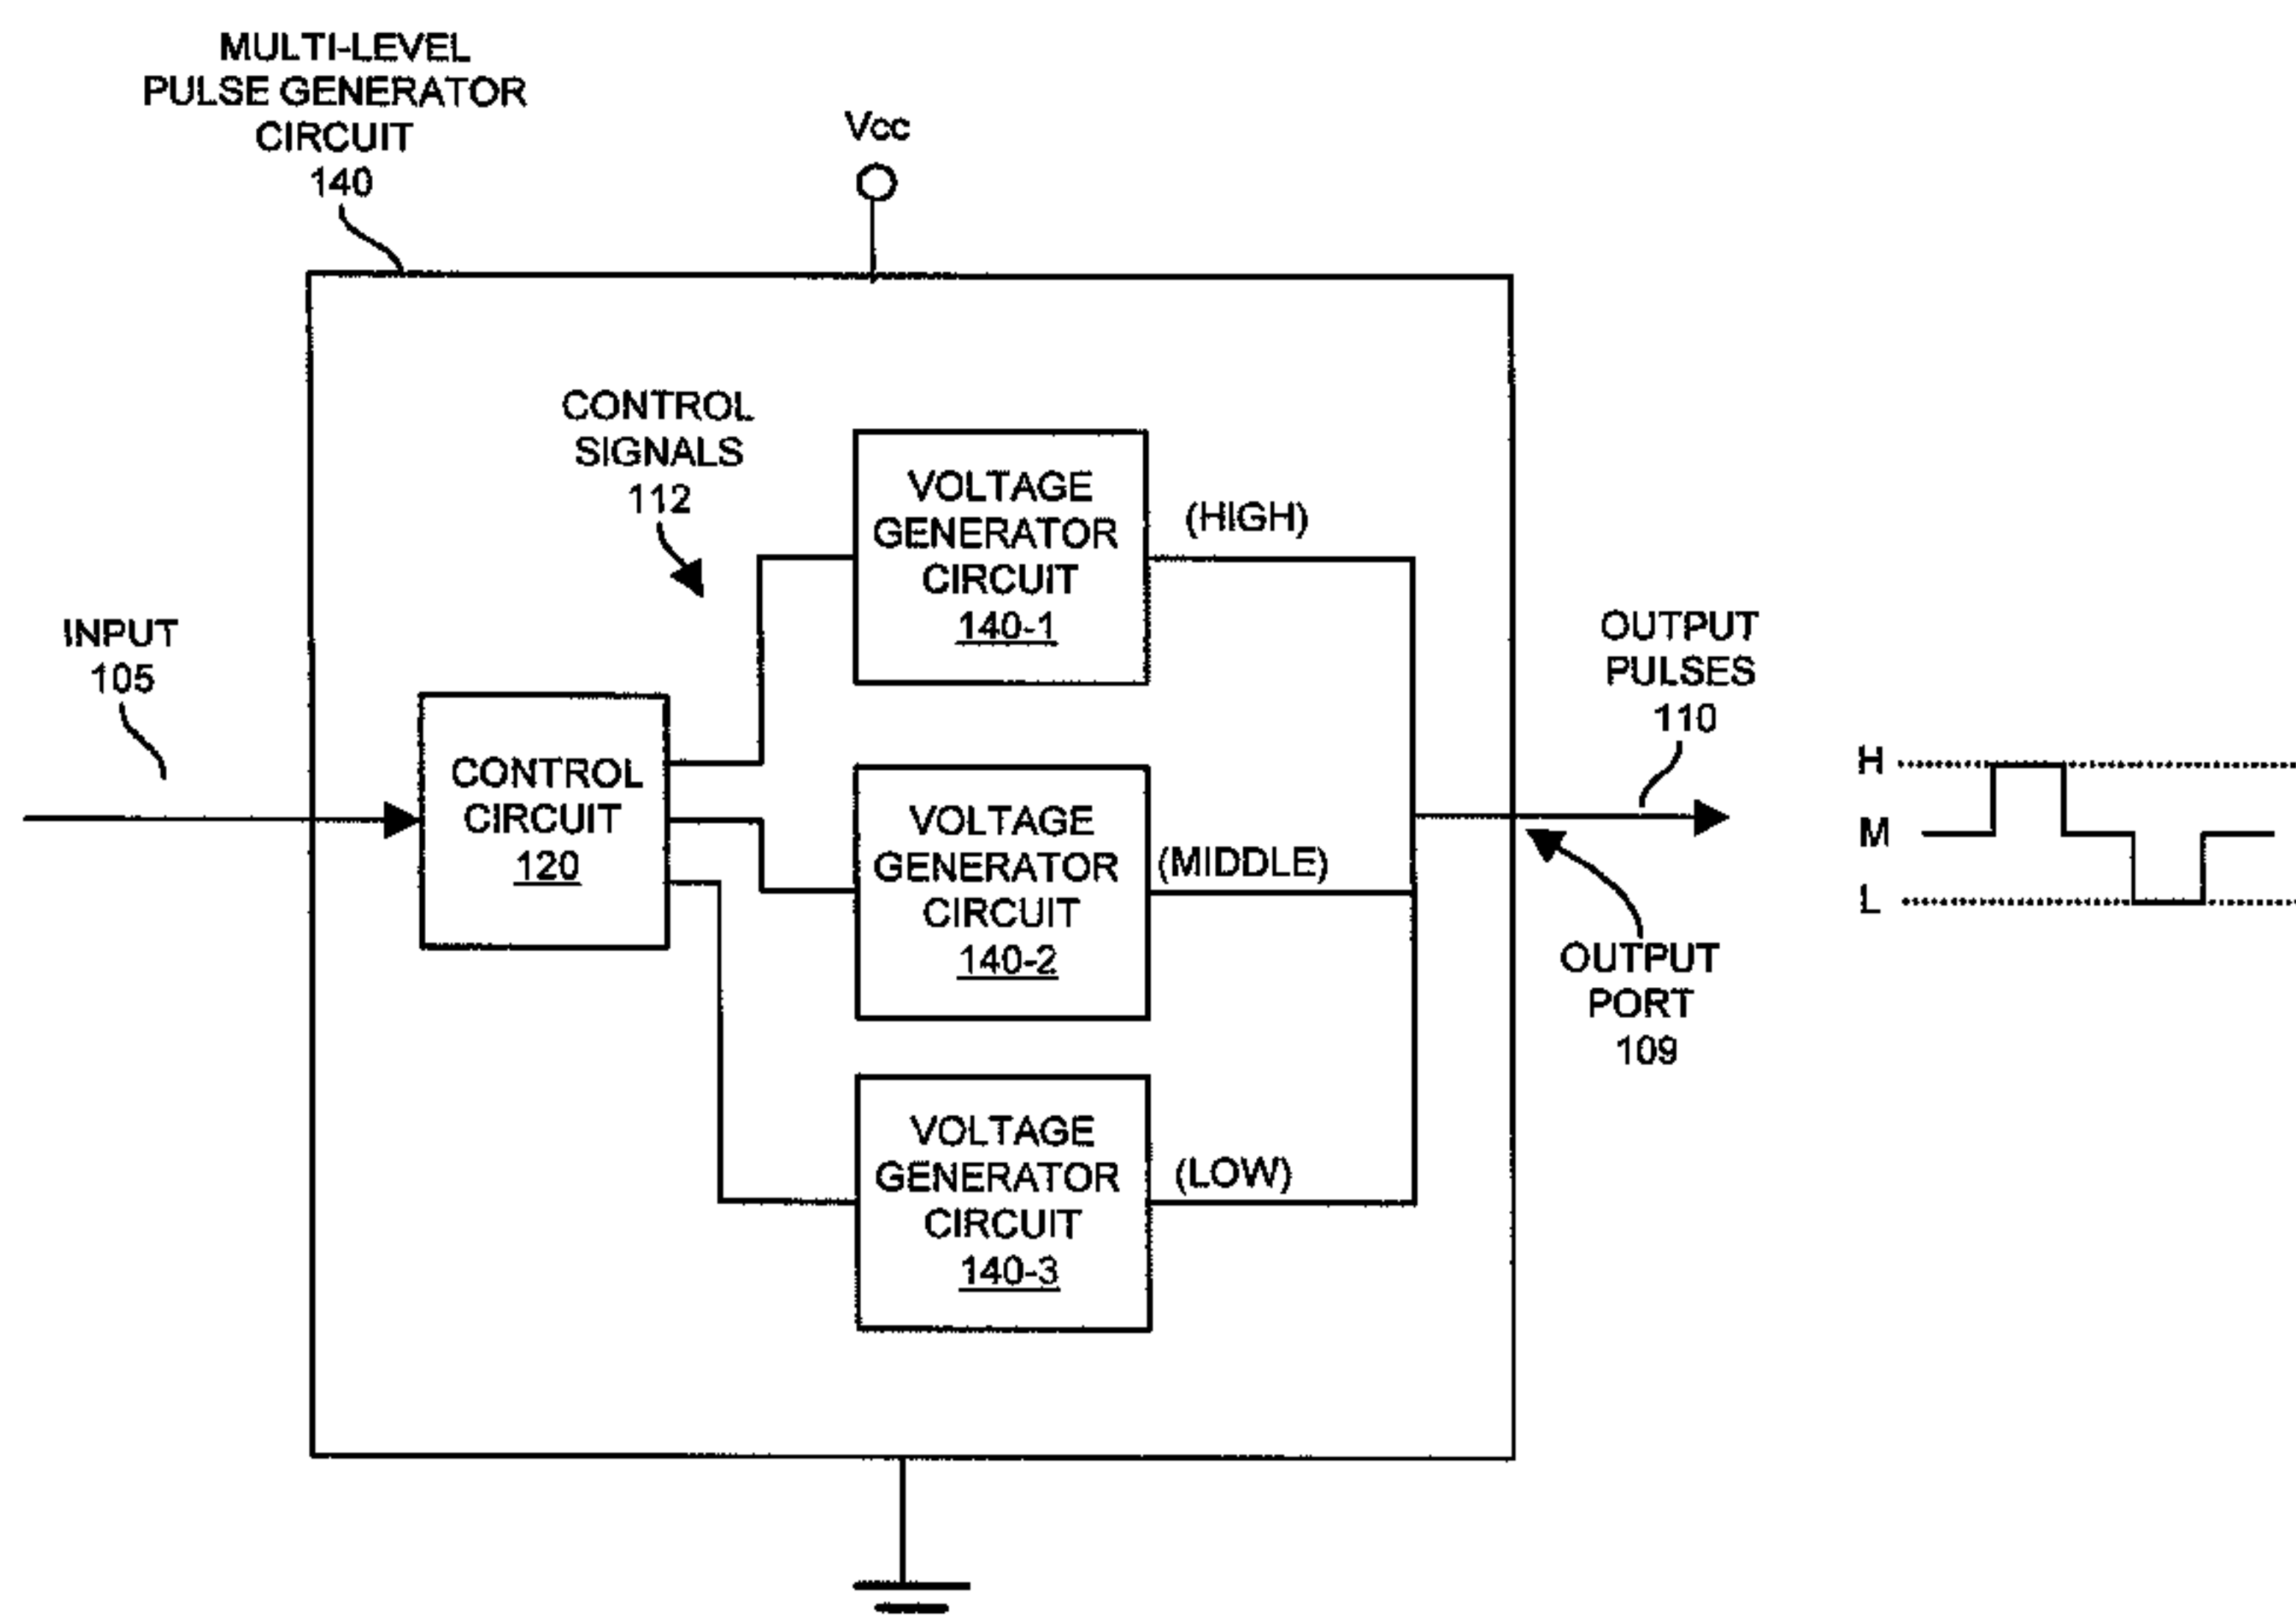 MULTI-LEVEL
PULSE GENERATOR
CIRCUIT
140
Vcc
CONTROL
SIGNALS
112
VOLTAGE
GENERATOR
CIRCUIT
140-1
(HIGH)
INPUT
105
OUTPUT
PULSES
110
CONTROL
CIRCUIT
120
VOLTAGE
GENERATOR
CIRCUIT
140-2
(MIDDLE)
H
M
L
OUTPUT
PORT
109
VOLTAGE
GENERATOR
CIRCUIT
140-3
(LOW)